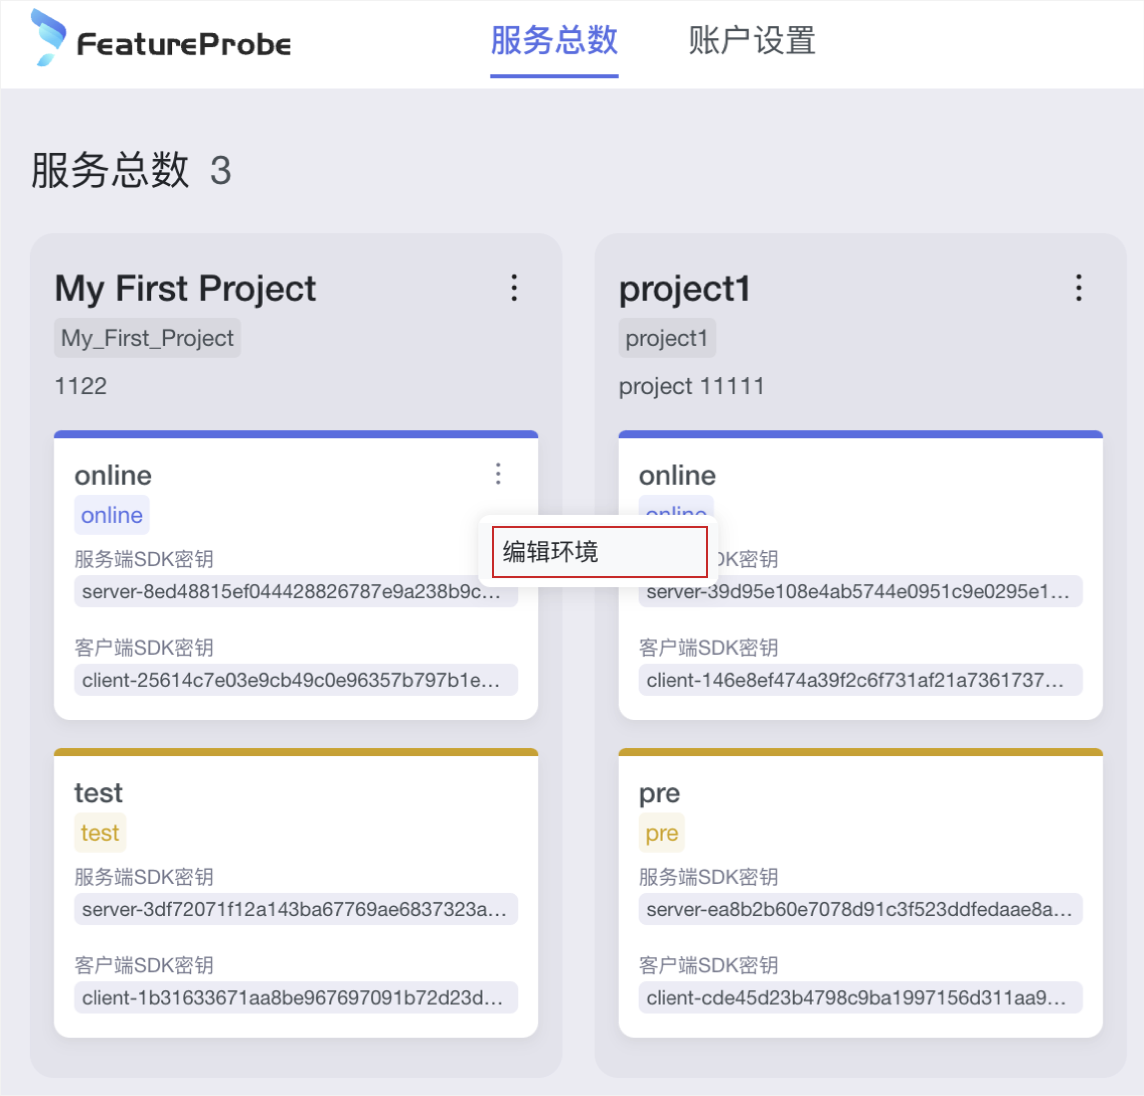 FeatureProbe
服务总数
账户设置
服务总数 3
My First Project
My_First_Project
1122
online
online
服务端SDK密钥
server-8ed48815ef044428826787e9a238b9c...
客户端SDK密钥
client-25614c7e03e9cb49c0e96357b797b1e...
test
test
服务端SDK密钥
server-3df72071f12a143ba67769ae6837323a...
客户端SDK密钥
client-1b31633671aa8be967697091b72d23d...
编辑环境
project1
project1
project 11111
online
online
DK密钥
server-39d95e108e4ab5744e0951c9e0295e1...
客户端SDK密钥
client-146e8ef474a39f2c6f731af21a7361737...
pre
pre
服务端SDK密钥
server-ea8b2b60e7078d91c3f523ddfedaae8a...
客户端SDK密钥
client-cde45d23b4798c9ba1997156d311aa9...